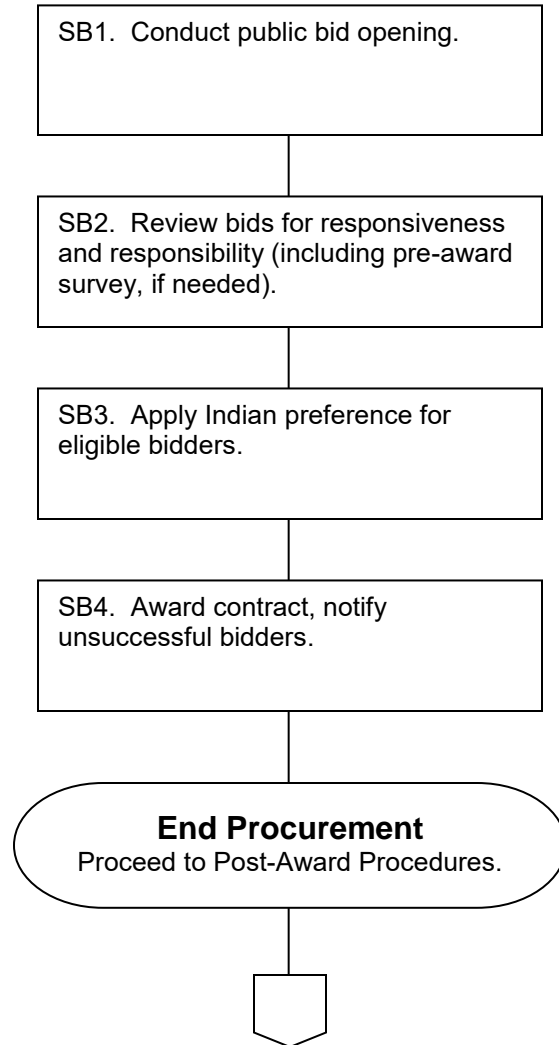 SB1.  Conduct public bid opening.
SB2.  Review bids for responsiveness
and responsibility (including pre-award
survey, if needed).
SB3.  Apply Indian preference for
eligible bidders.
SB4.  Award contract, notify
unsuccessful bidders.
End Procurement
Proceed to Post-Award Procedures.